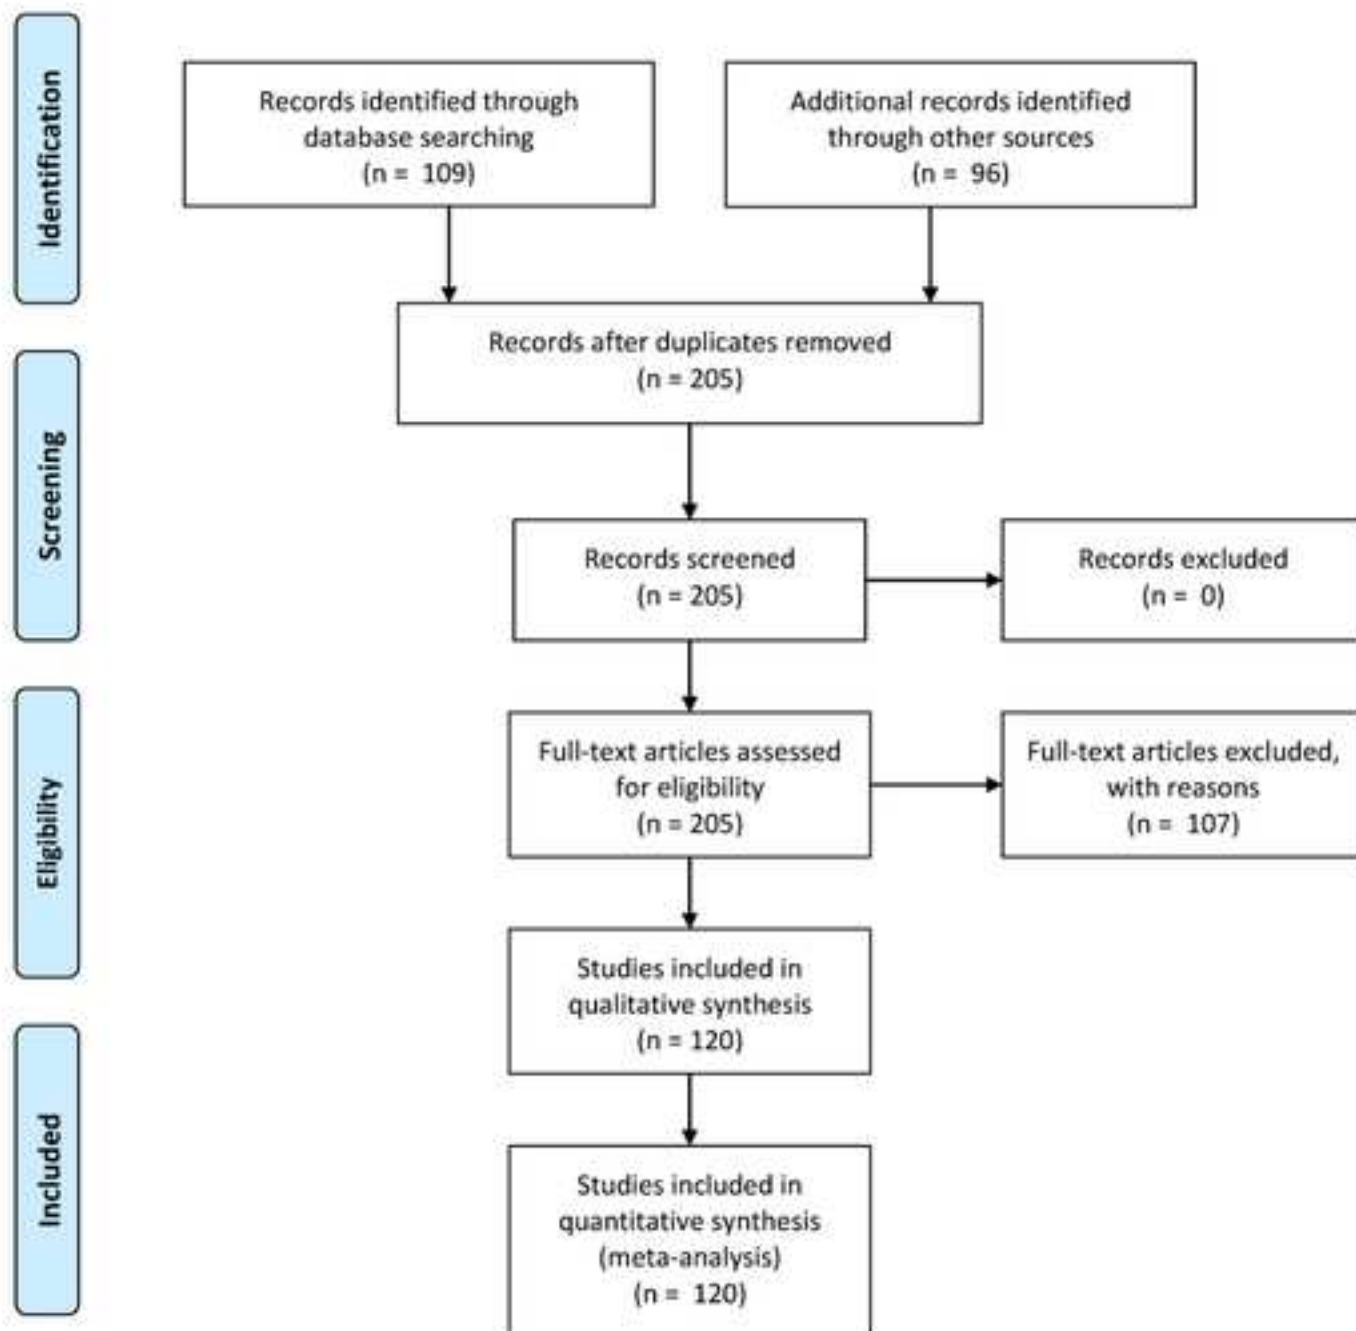 Identification
Records identified through
database searching
(n = 109)
Additional records identified
through other sources
(n = 96)
Records after duplicates removed
(n = 205)
Screening
Records screened
(n = 205)
Records excluded
(n = 0)
Eligibility
Full-text articles assessed
for eligibility
(n = 205)
Full-text articles excluded,
with reasons
(n = 107)
Studies included in
qualitative synthesis
(n = 120)
Included
Studies included in
quantitative synthesis
(meta-analysis)
(n = 120)